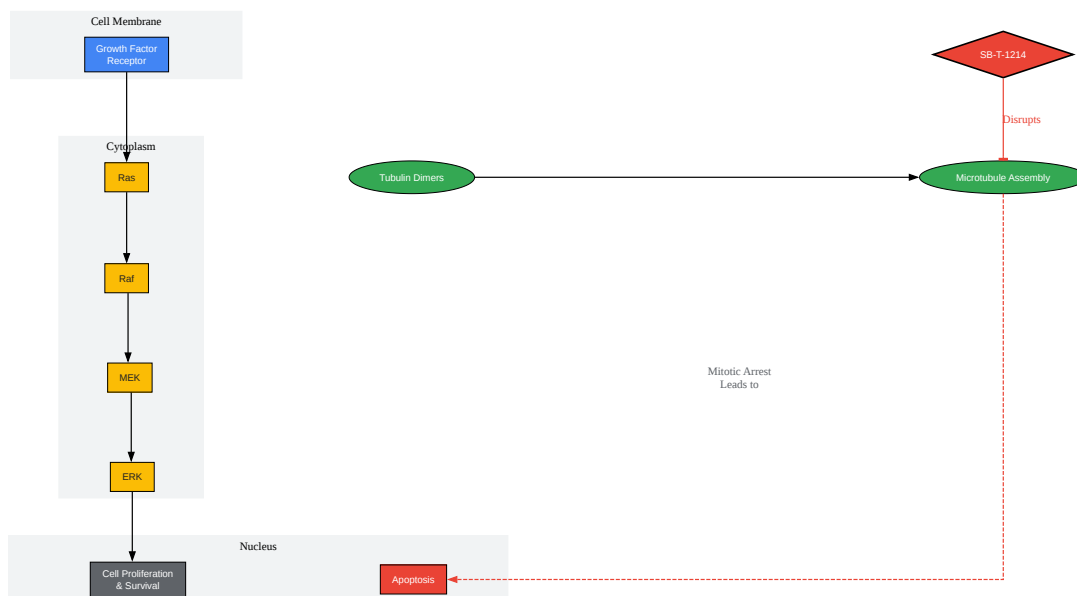 Cell Membrane
Growth Factor
Receptor
SB-T-1214
Disrupts
Cytoplasm
Ras
Tubulin Dimers
Microtubule Assembly
Raf
MEK
Mitotic Arrest
Leads to
ERK
Nucleus
Cell Proliferation
& Survival
Apoptosis